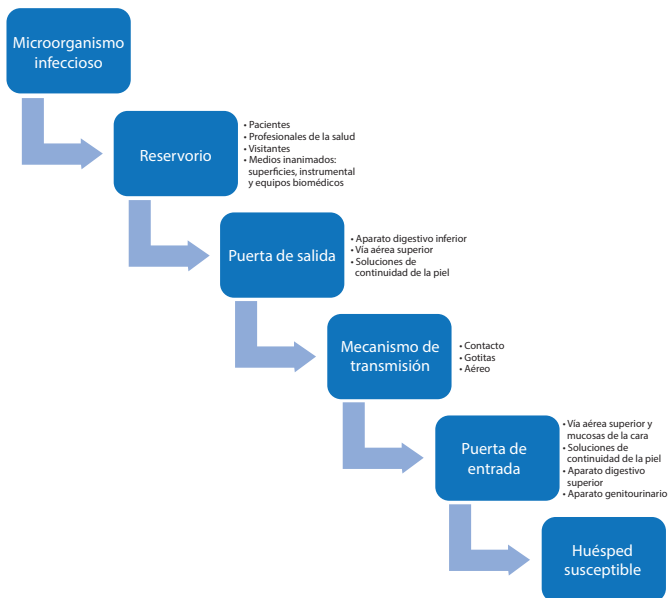 Microorganismo
infeccioso
Reservorio
• Pacientes
• Profesionales de la salud
• Visitantes
• Medios inanimados:
superficies, instrumental
y equipos biomédicos
Puerta de salida
• Aparato digestivo inferior
• Vía aérea superior
• Soluciones de
continuidad de la piel
Mecanismo de
transmisión
• Contacto
• Gotitas
• Aéreo
Puerta de
entrada
• Vía aérea superior y
mucosas de la cara
• Soluciones de
continuidad de la piel
• Aparato digestivo
superior
• Aparato genitourinario
Huésped
susceptible